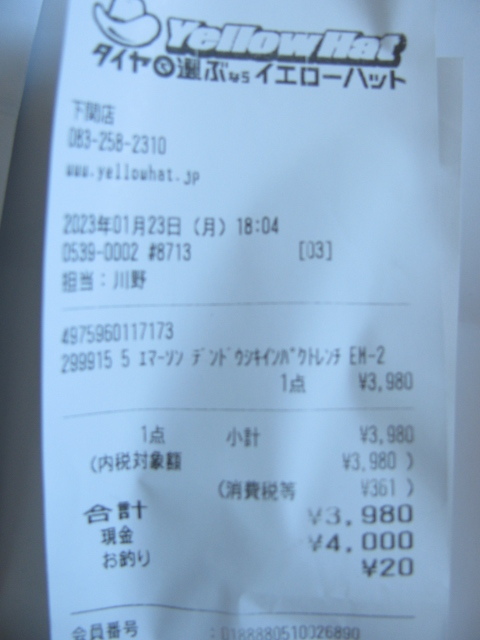 YellowHat
タイヤを選ぶならイエローハット
下関店
083-258-2310
www.yellowhat.jp
2023年01月23日 (月) 18:04
0539-0002 #8713 [03]
担当:川野
4975960117173
299915 5 ｴﾏｰｿﾝ ﾃﾞﾝﾄﾞｳｼｷｲﾝﾊﾟｸﾄﾚﾝﾁ EM-2
1点 ¥3,980
1点 小計 ¥3,980
(内税対象額 ¥3,980 )
(消費税等 ¥361 )
合計 ¥3,980
現金 ¥4,000
お釣り ¥20
会員番号 :